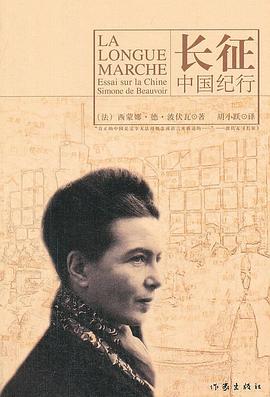 LA
LONGUE
MARCHE
Essai sur la Chine
Simone de Beauvoir
长征
中国纪行
(法) 西蒙娜·德·波伏瓦 著
胡小跃 译
作家出版社